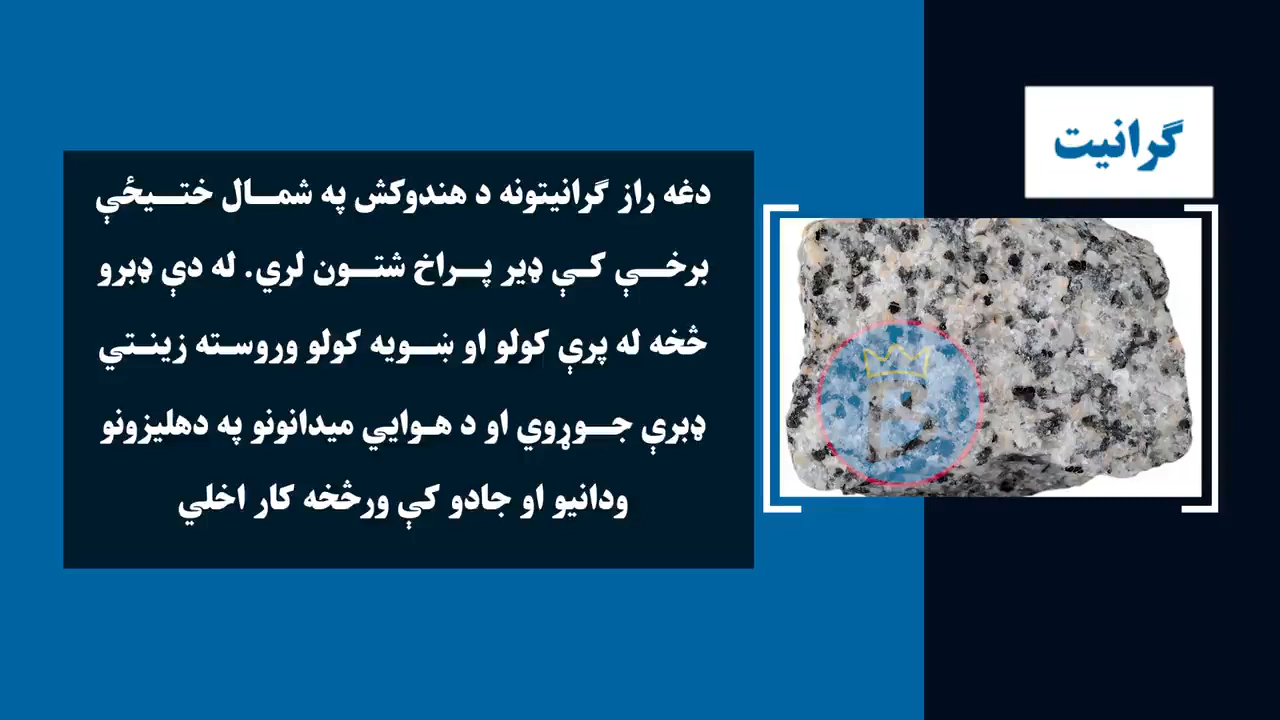 گرانیت
دغه راز گرانیتونه د هندوکش په شمال ختیځې
برخې کې ډیر پراخ شتون لري. له دې ډبرو
څخه له پرې کولو او ښویه کولو وروسته زینتي
ډبرې جوړوي او د هوایي میدانونو په دهلیزونو
ودانیو او جادو کې ورڅخه کار اخلي
B